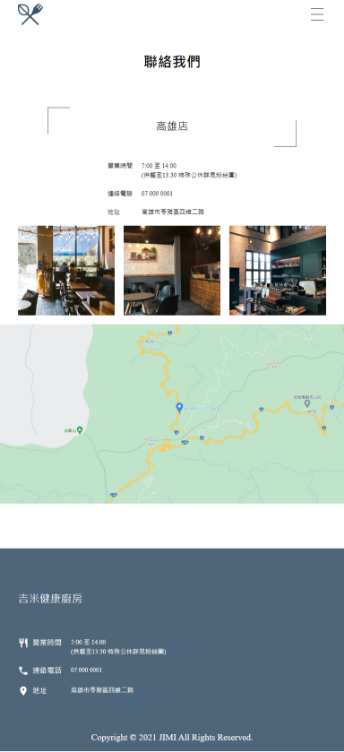 聯絡我們
高雄店
營業時間 7:00 至 14:00
(供餐至13:30 特殊公休詳見粉絲團)
連絡電話 07 000 0001
地址 高雄市苓雅區四維二路
吉米健康廚房
營業時間 7:00 至 14:00
(供餐至13:30 特殊公休詳見粉絲團)
連絡電話 07 000 0001
地址 高雄市苓雅區四維二路
Copyright © 2021 JIMI All Rights Reserved.